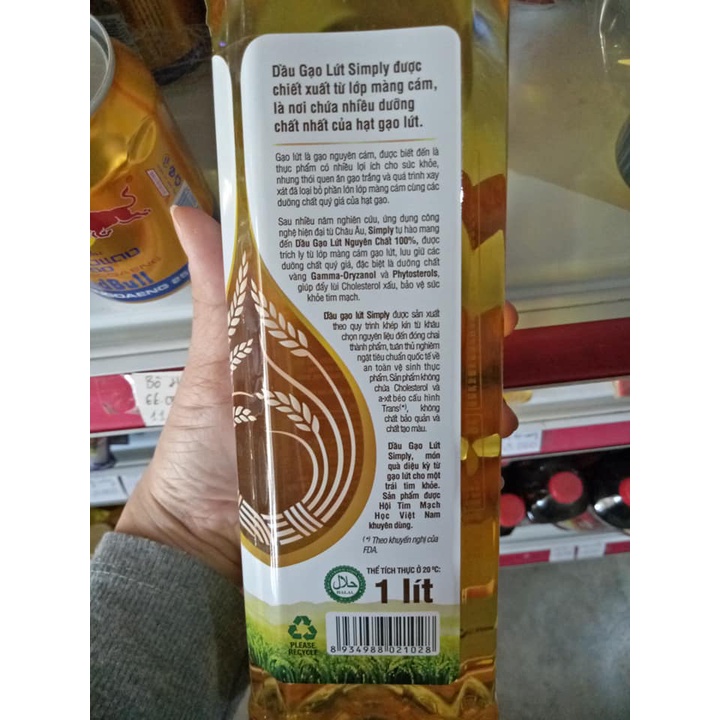 Dầu Gạo Lứt Simply được
chiết xuất từ lớp màng cám,
là nơi chứa nhiều dưỡng
chất nhất của hạt gạo lứt.
Gạo lứt là gạo nguyên cám, được biết đến là
thực phẩm có nhiều lợi ích cho sức khỏe,
nhưng thói quen ăn gạo trắng và quá trình xay
xát đã loại bỏ phần lớn lớp màng cám cùng các
dưỡng chất quý giá của hạt gạo.
Sau nhiều năm nghiên cứu, ứng dụng công
nghệ hiện đại từ Châu Âu, Simply tự hào mang
đến Dầu Gạo Lứt Nguyên Chất 100%, được
trích ly từ lớp màng cám gạo lứt, lưu giữ các
dưỡng chất quý giá, đặc biệt là dưỡng chất
vàng Gamma-Oryzanol và Phytosterols,
giúp đẩy lùi Cholesterol xấu, bảo vệ sức
khỏe tim mạch.
Dầu gạo lứt Simply được sản xuất
theo quy trình khép kín từ khâu
chọn nguyên liệu đến đóng chai
thành phẩm, tuân thủ nghiêm
ngặt tiêu chuẩn quốc tế về
an toàn vệ sinh thực
phẩm. Sản phẩm không
chứa Cholesterol và
a-xít béo cấu hình
Trans(*), không
chất bảo quản và
chất tạo màu.
Dầu Gạo Lứt
Simply, món
quà diệu kỳ từ
gạo lứt cho một
trái tim khỏe.
Sản phẩm được
Hội Tim Mạch
Học Việt Nam
khuyên dùng.
(*) Theo khuyến nghị của
FDA.
THỂ TÍCH THỰC Ở 20 ºC:
1 lít
حلال
HALAL
PLEASE
RECYCLE
8 934988 021028